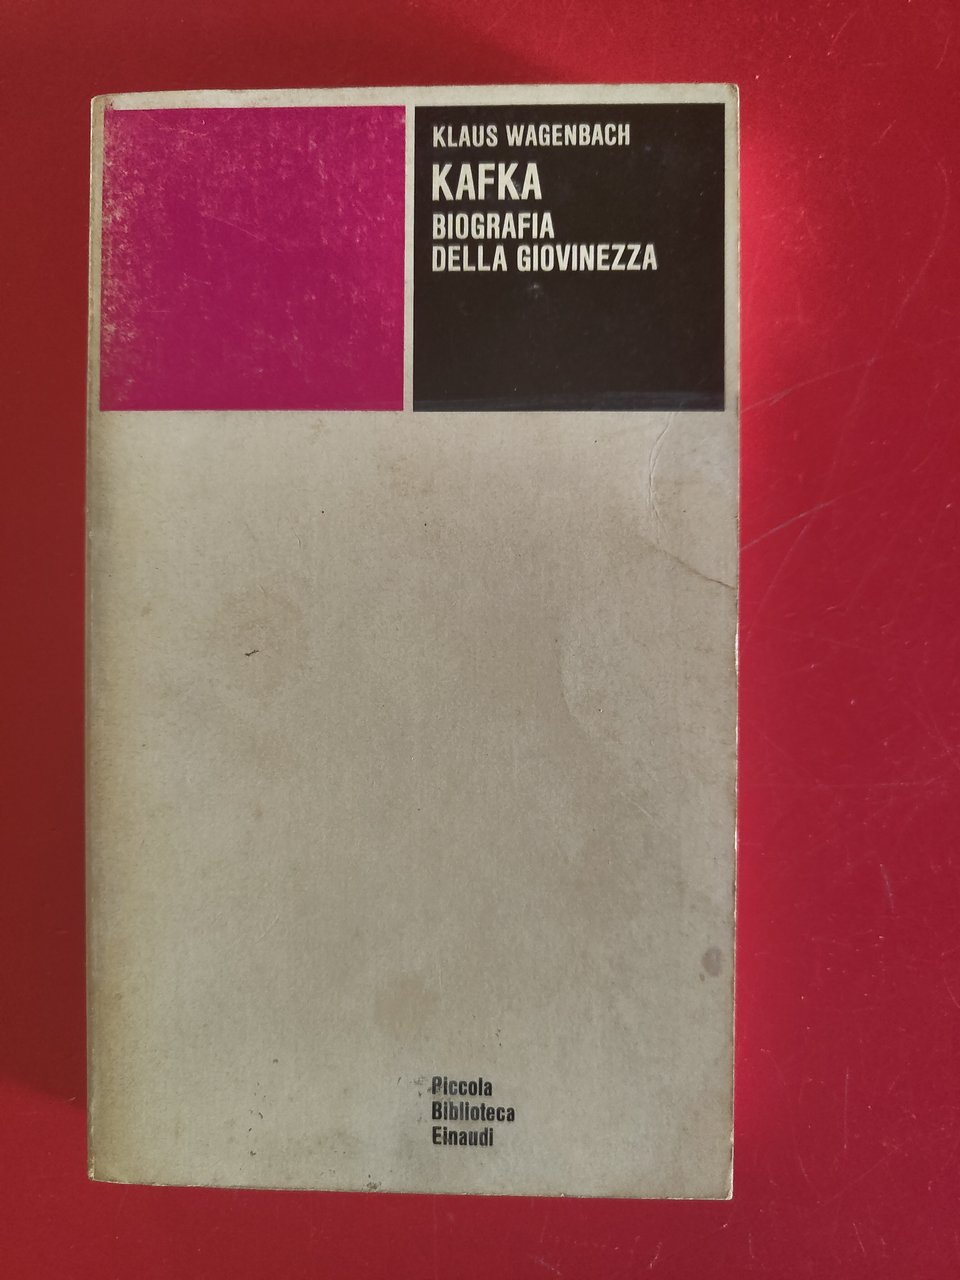 KLAUS WAGENBACH
KAFKA
BIOGRAFIA
DELLA GIOVINEZZA
Piccola
Biblioteca
Einaudi